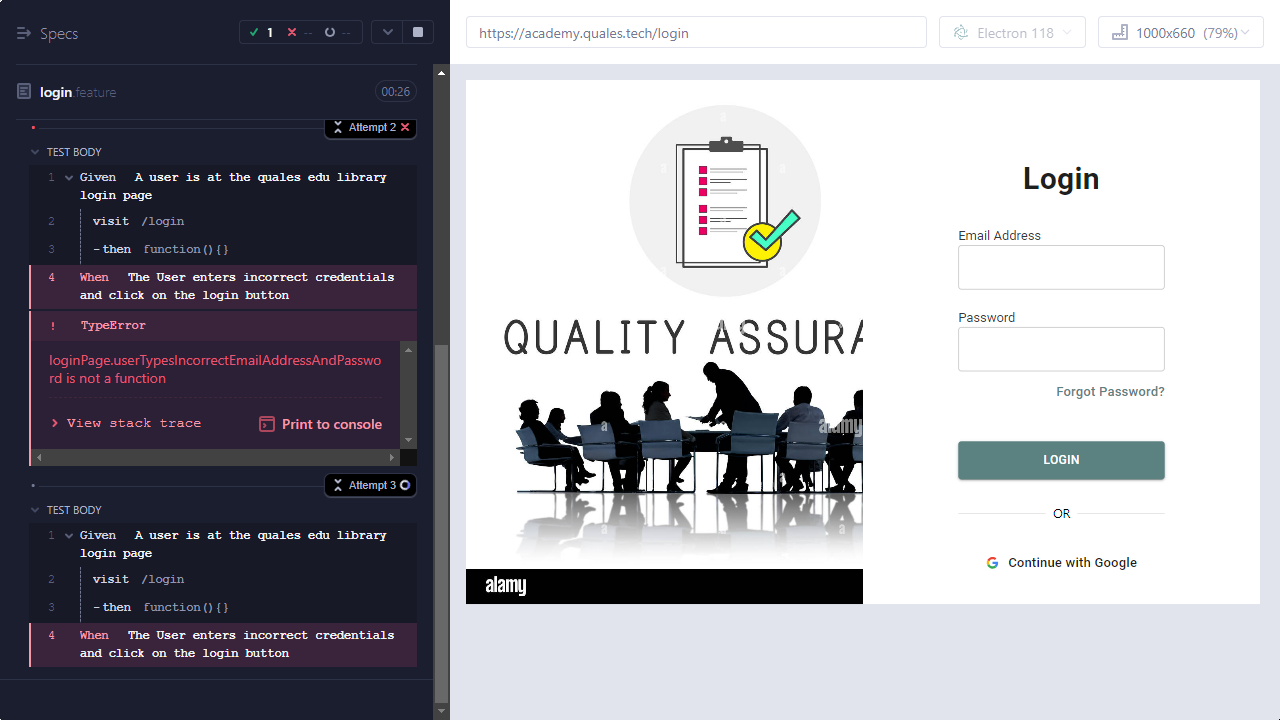 Specs
1
--
--
login.feature
00:26
Attempt 2
TEST BODY
1 Given A user is at the quales edu library
login page
2 visit /login
3 -then function(){}
4 When The User enters incorrect credentials
and click on the login button
! TypeError
loginPage.userTypesIncorrectEmailAddressAndPasswo
rd is not a function
> View stack trace
Print to console
Attempt 3
TEST BODY
1 Given A user is at the quales edu library
login page
2 visit /login
3 -then function(){}
4 When The User enters incorrect credentials
and click on the login button
https://academy.quales.tech/login
Electron 118
1000x660 (79%)
QUALITY ASSURA
alamy
a
alamy
alamy
Login
Email Address
Password
Forgot Password?
LOGIN
OR
Continue with Google